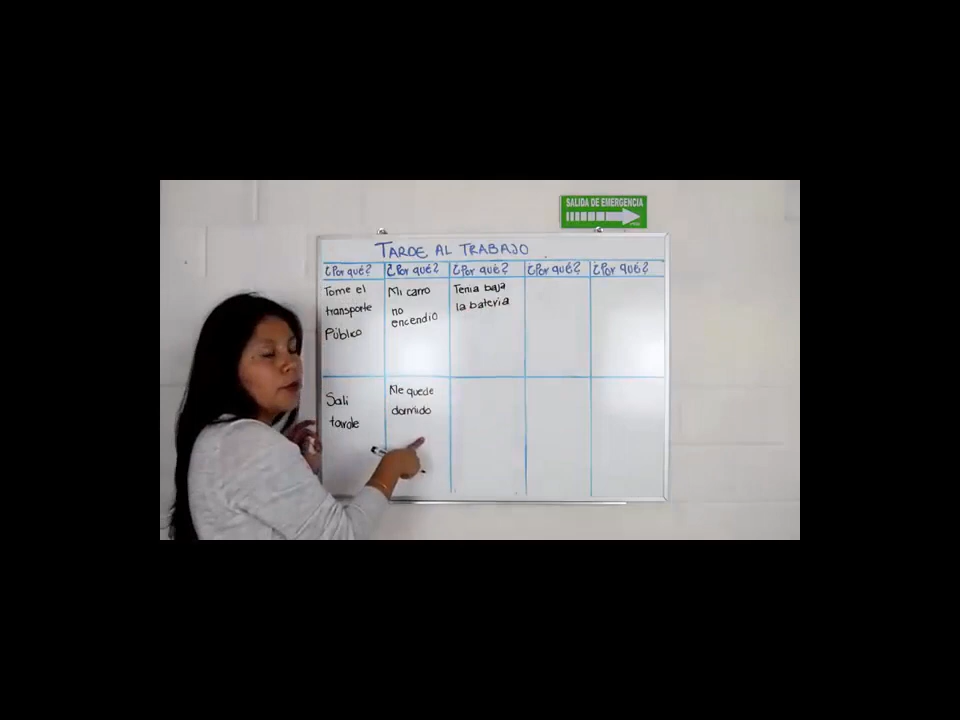 SALIDA DE EMERGENCIA
TARDE AL TRABAJO
¿Por qué? ¿Por qué? ¿Por qué? ¿Por qué? ¿Por qué?
Tome el
transporte
Público
Mi carro
no
encendio
Tenia baja
la bateria
Sali
tarde
Me quede
dormido